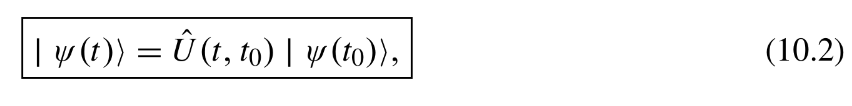 | ψ(t)⟩ = Û(t, t₀) | ψ(t₀)⟩, (10.2)